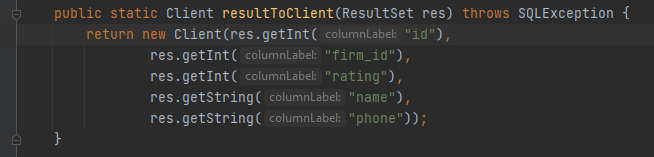 public static Client resultToClient(ResultSet res) throws SQLException {
return new Client(res.getInt( columnLabel: "id"),
res.getInt( columnLabel: "firm_id"),
res.getInt( columnLabel: "rating"),
res.getString( columnLabel: "name"),
res.getString( columnLabel: "phone"));
}